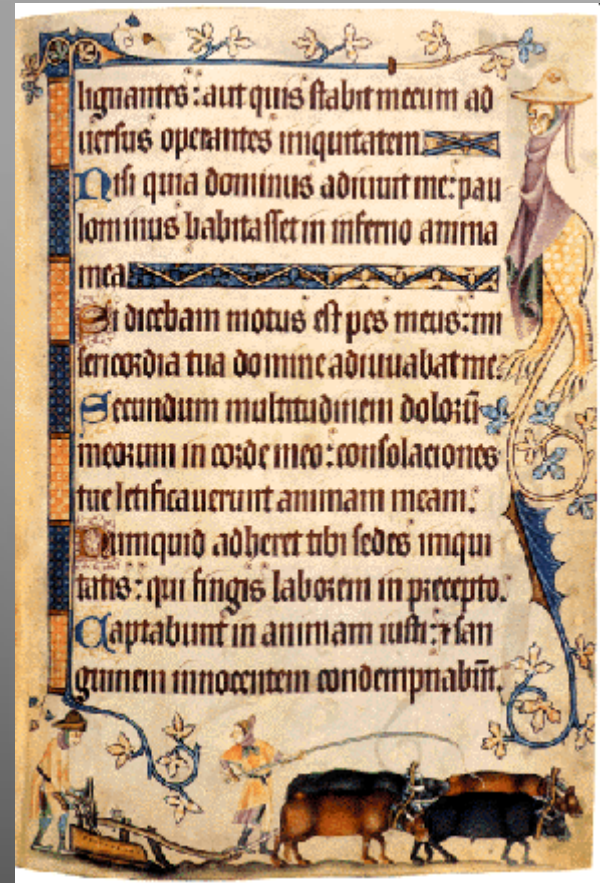 lignantes: aut quis stabit mecum ad
uersus operantes iniquitatem
Nisi quia dominus adiuuit me: pau
lominus habitasset in inferno anima
mea
Si dicebam motus est pes meus: mi
sericordia tua domine adiuuabat me:
Secundum multitudinem dolorū
meorum in corde meo: consolaciones
tue letificauerunt animam meam:
Numquid adheret tibi sedes iniqui
tatis: qui fingis laborem in precepto:
Captabunt in animam iusti: ⁊ san
guinem innocentem condempnabūt.